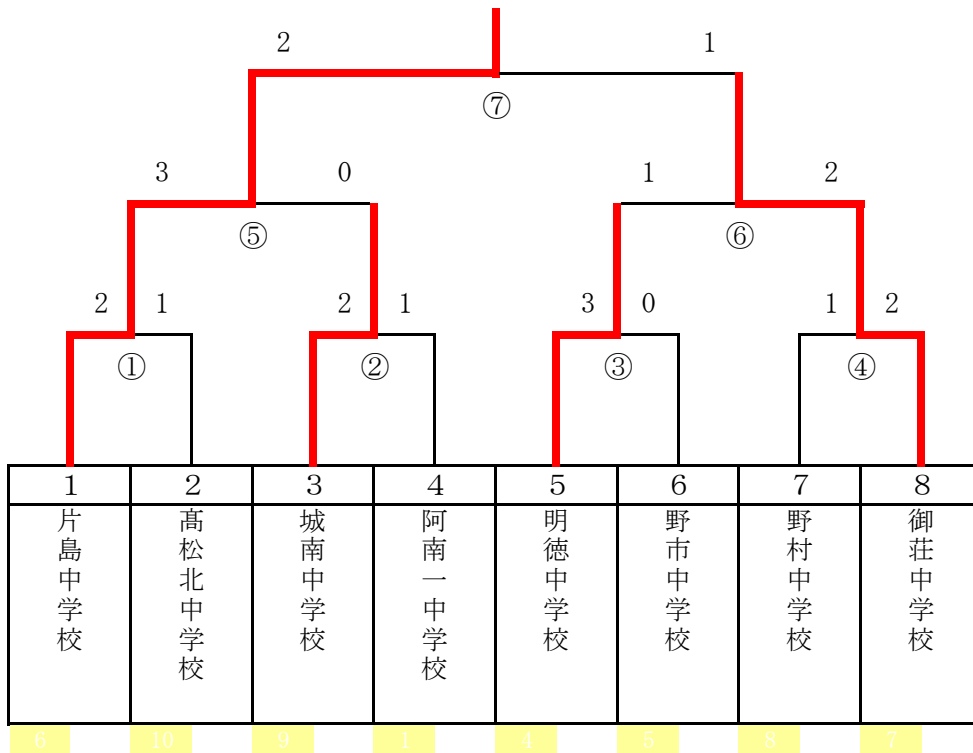 2 1
⑦
3 0 1 2
⑤ ⑥
2 1 2 1 3 0 1 2
① ② ③ ④
1 2 3 4 5 6 7 8
片島中学校
髙松北中学校
城南中学校
阿南一中学校
明徳中学校
野市中学校
野村中学校
御荘中学校
6 10 9 1 4 5 8 7